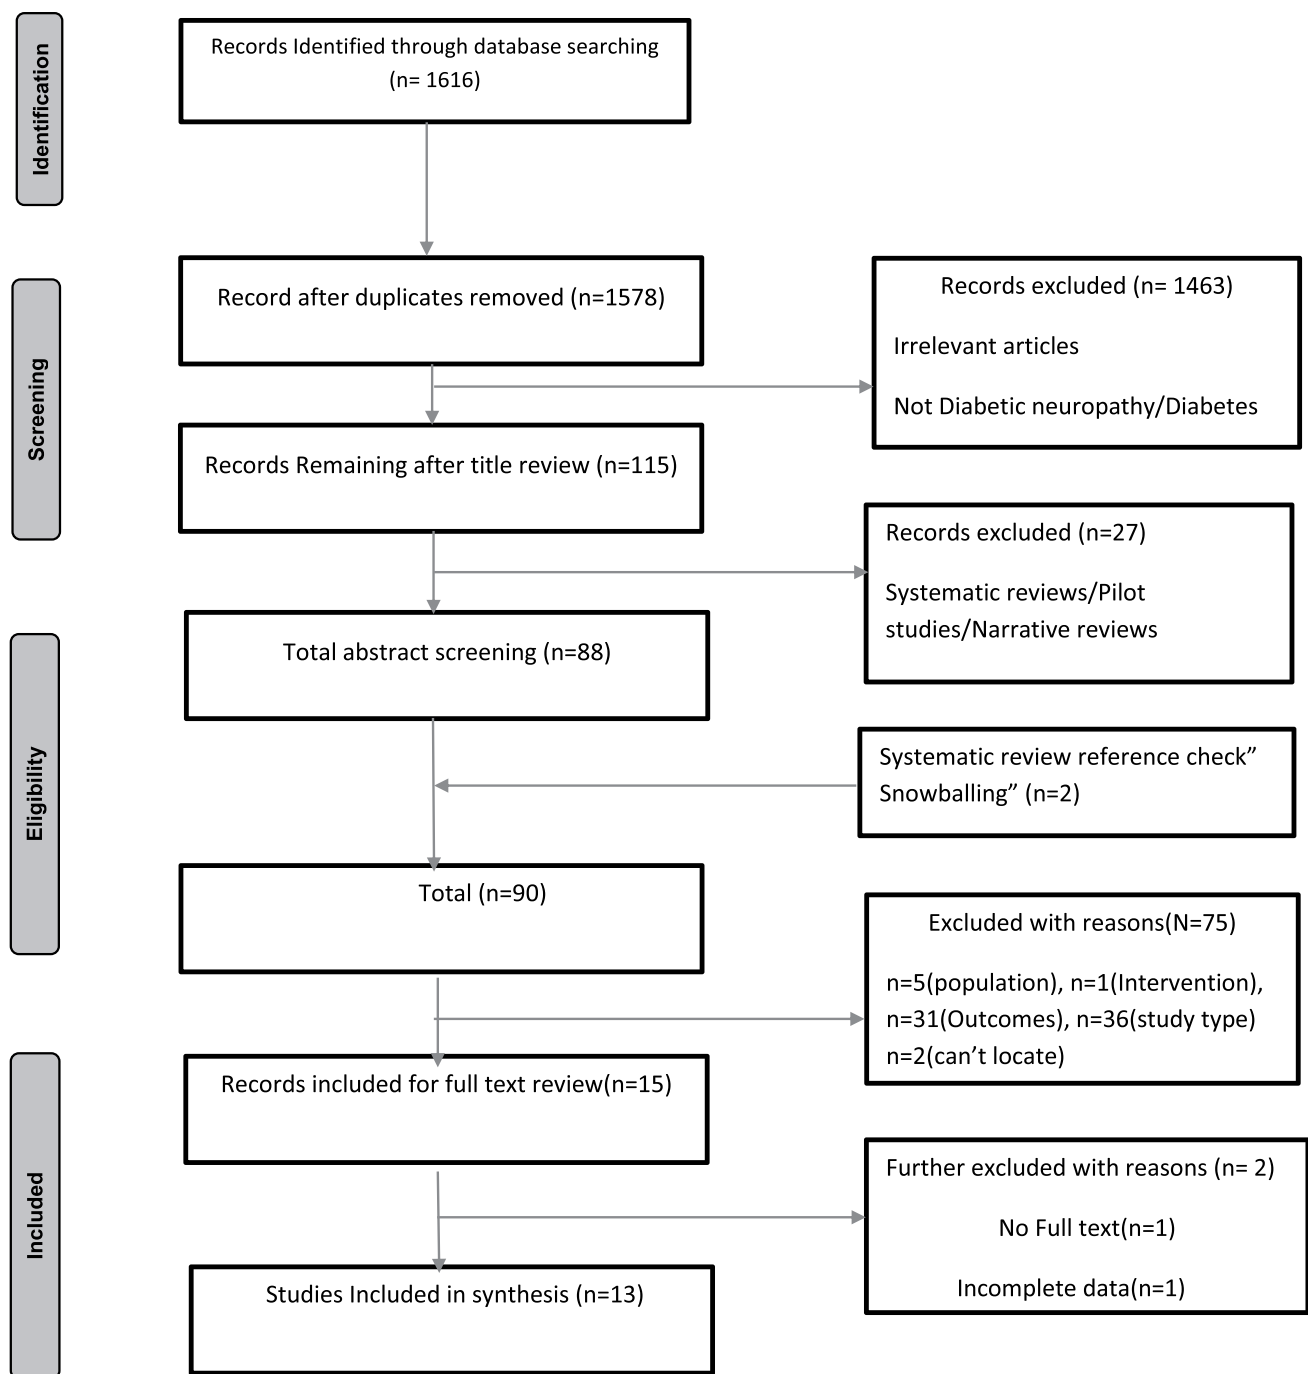 Identification
Records Identified through database searching
(n= 1616)
Screening
Record after duplicates removed (n=1578)
Records excluded (n= 1463)
Irrelevant articles
Not Diabetic neuropathy/Diabetes
Records Remaining after title review (n=115)
Records excluded (n=27)
Systematic reviews/Pilot
studies/Narrative reviews
Eligibility
Total abstract screening (n=88)
Systematic review reference check”
Snowballing” (n=2)
Total (n=90)
Excluded with reasons(N=75)
n=5(population), n=1(Intervention),
n=31(Outcomes), n=36(study type)
n=2(can’t locate)
Included
Records included for full text review(n=15)
Further excluded with reasons (n= 2)
No Full text(n=1)
Incomplete data(n=1)
Studies Included in synthesis (n=13)